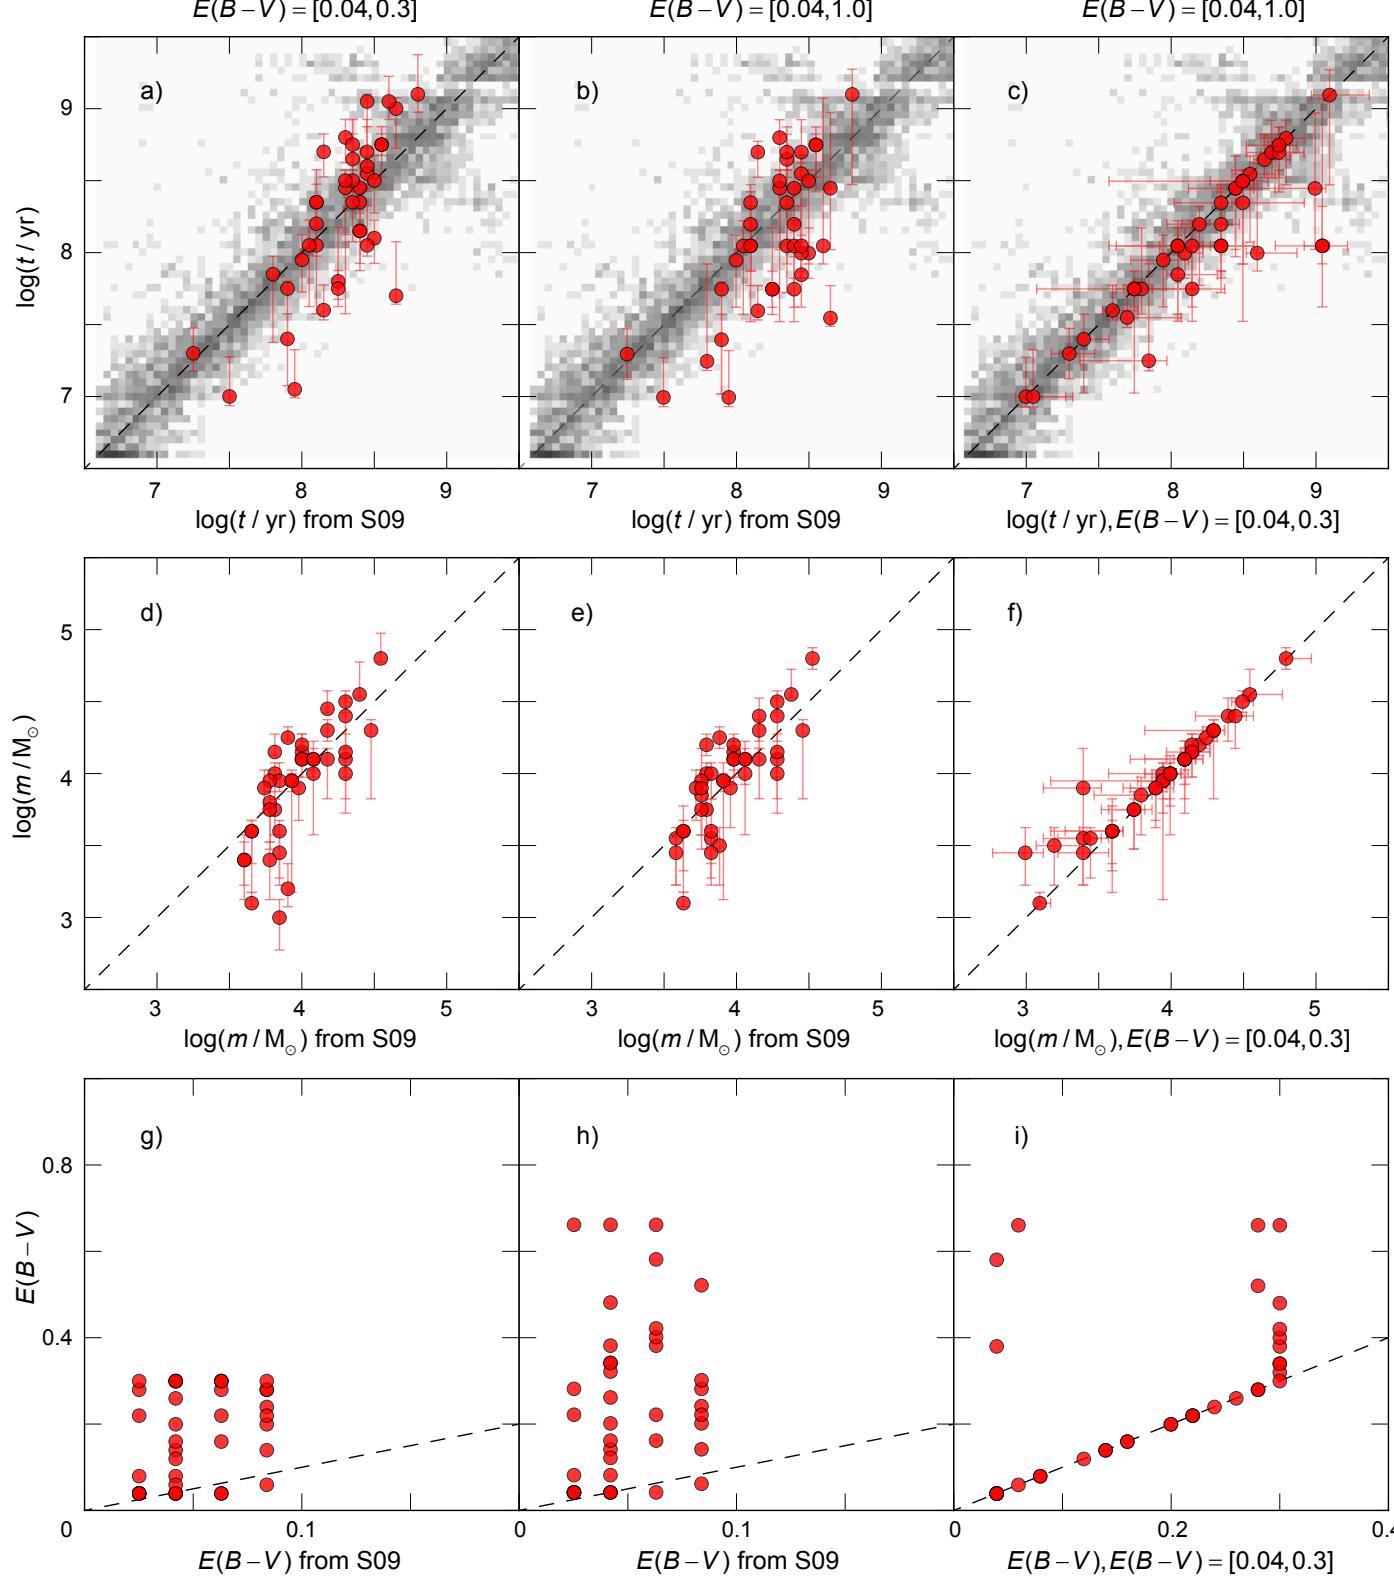 E(B−V) = [0.04,0.3]
E(B−V) = [0.04,1.0]
E(B−V) = [0.04,1.0]
a)
b)
c)
9
8
7
log(t / yr)
7 8 9
7 8 9
7 8 9
log(t / yr) from S09
log(t / yr) from S09
log(t / yr), E(B−V) = [0.04,0.3]
d)
e)
f)
5
4
3
log(m / M⊙)
3 4 5
3 4 5
3 4 5
log(m / M⊙) from S09
log(m / M⊙) from S09
log(m / M⊙), E(B−V) = [0.04,0.3]
g)
h)
i)
0.8
0.4
E(B−V)
0 0.1
0 0.1
0 0.2 0.4
E(B−V) from S09
E(B−V) from S09
E(B−V), E(B−V) = [0.04,0.3]